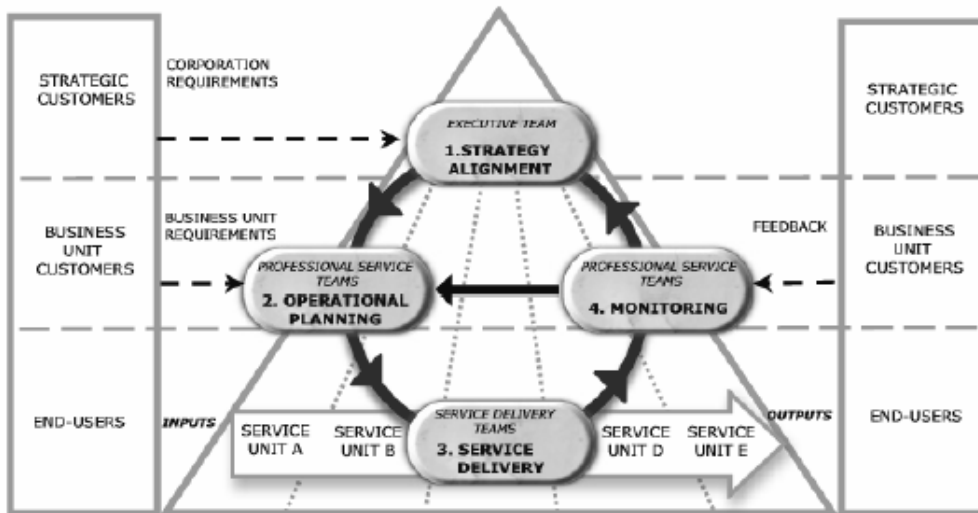 STRATEGIC
CUSTOMERS
CORPORATION
REQUIREMENTS
EXECUTIVE TEAM
1.STRATEGY
ALIGNMENT
STRATEGIC
CUSTOMERS
BUSINESS
UNIT
CUSTOMERS
BUSINESS UNIT
REQUIREMENTS
PROFESSIONAL SERVICE
TEAMS
2. OPERATIONAL
PLANNING
PROFESSIONAL SERVICE
TEAMS
4. MONITORING
FEEDBACK
BUSINESS
UNIT
CUSTOMERS
END-USERS
INPUTS
SERVICE
UNIT A
SERVICE
UNIT B
SERVICE DELIVERY
TEAMS
3. SERVICE
DELIVERY
SERVICE
UNIT D
SERVICE
UNIT E
OUTPUTS
END-USERS